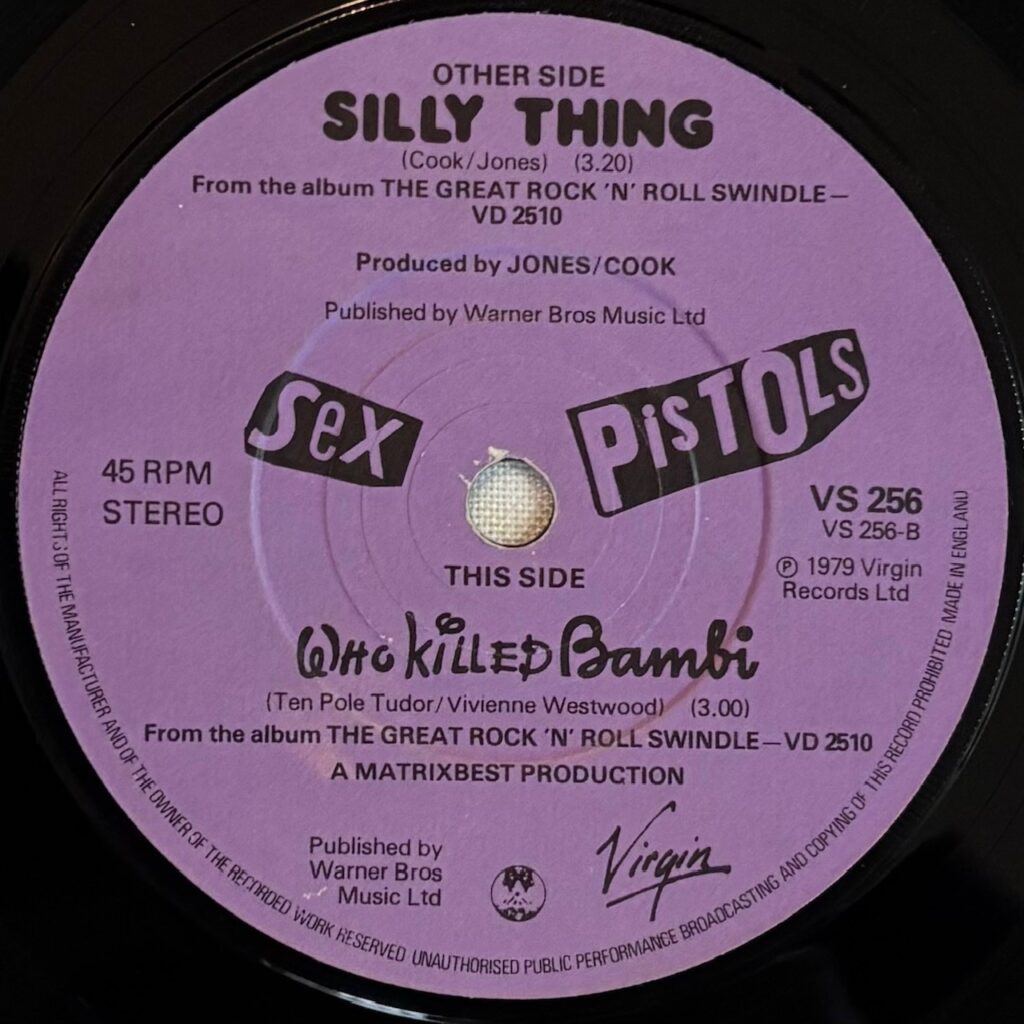 OTHER SIDE
SILLY THING
(Cook/Jones) (3.20)
From the album THE GREAT ROCK 'N' ROLL SWINDLE—
VD 2510
Produced by JONES/COOK
Published by Warner Bros Music Ltd
Sex PiSTOLS
45 RPM
STEREO
VS 256
VS 256-B
℗ 1979 Virgin
Records Ltd
THIS SIDE
WHo KiLLED Bambi
(Ten Pole Tudor/Vivienne Westwood) (3.00)
From the album THE GREAT ROCK 'N' ROLL SWINDLE—VD 2510
A MATRIXBEST PRODUCTION
Published by
Warner Bros
Music Ltd
Virgin
ALL RIGHTS OF THE MANUFACTURER AND OF THE OWNER OF THE RECORDED WORK RESERVED UNAUTHORISED PUBLIC PERFORMANCE BROADCASTING AND COPYING OF THIS RECORD PROHIBITED MADE IN ENGLAND